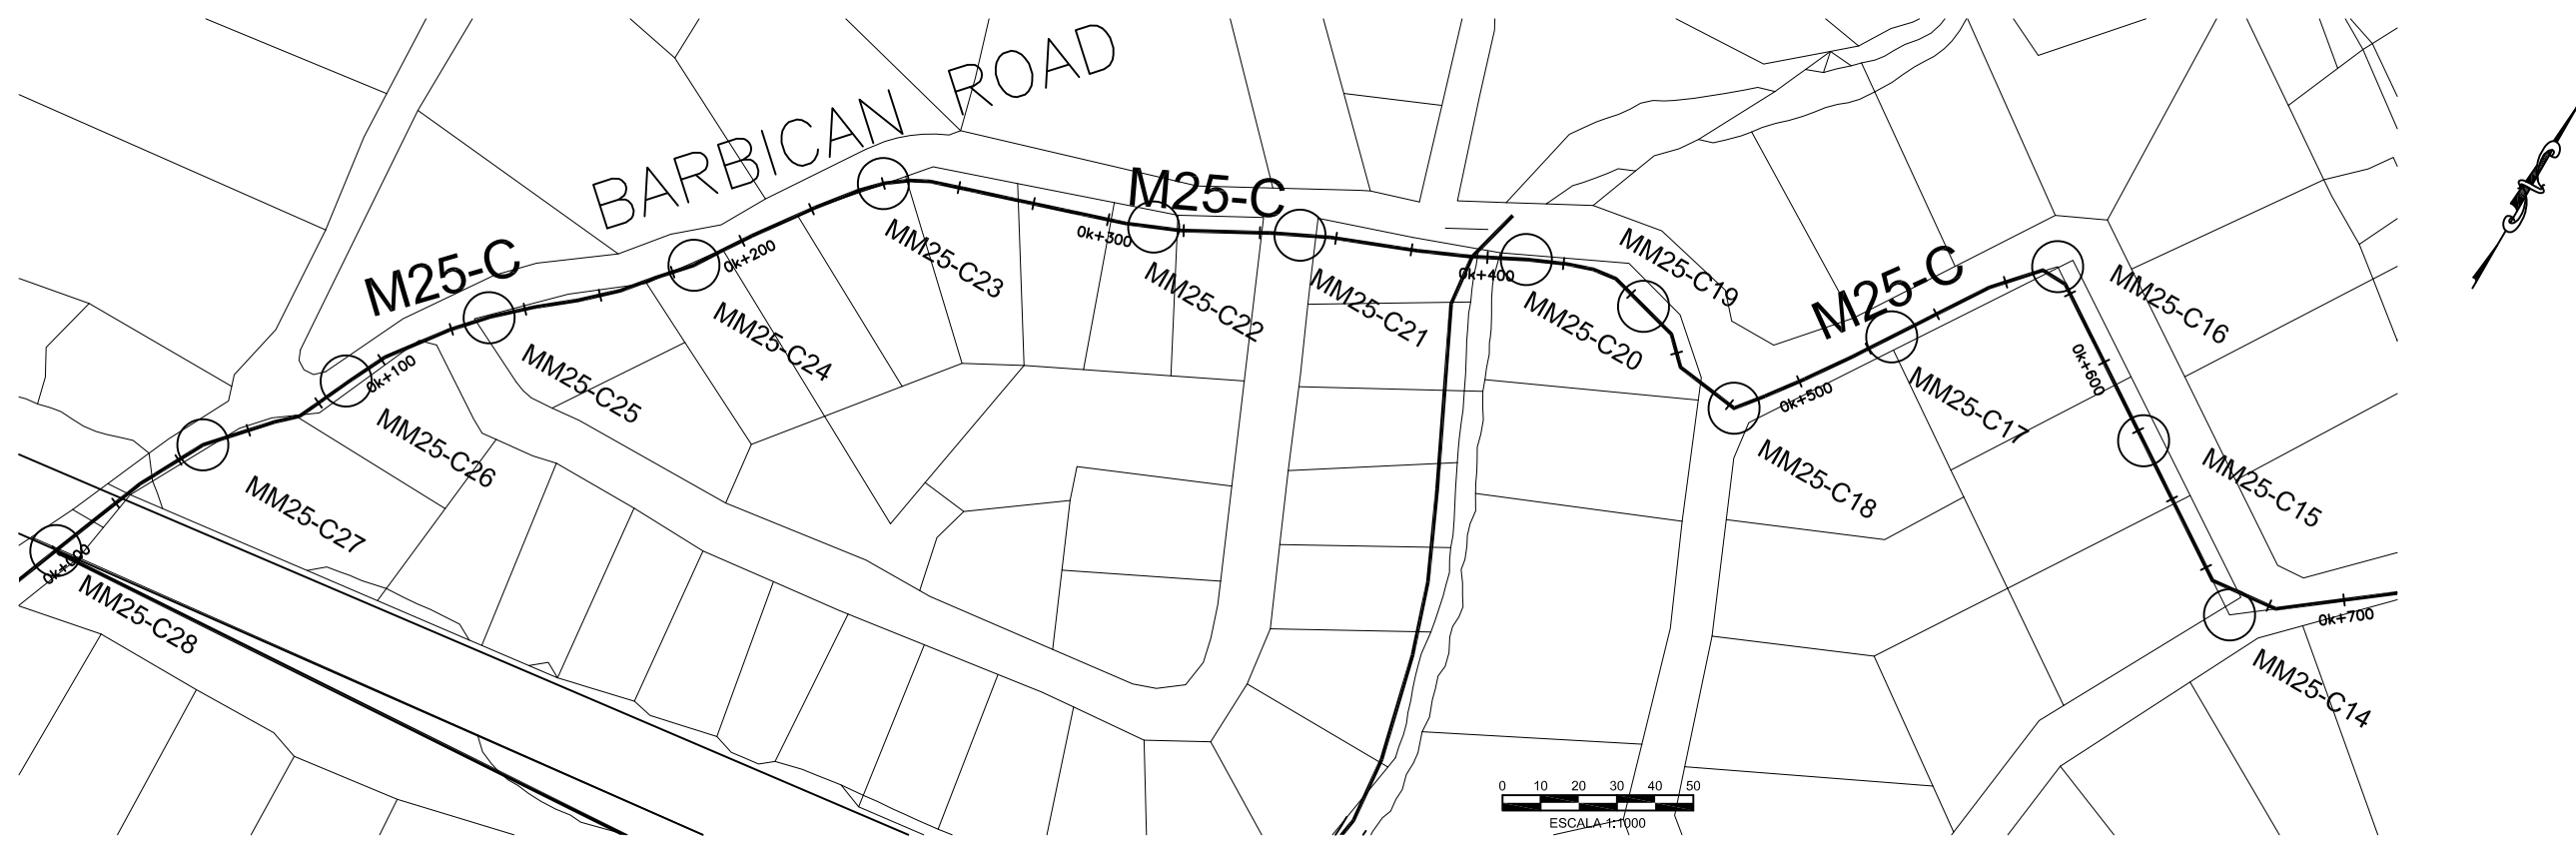 BARBICAN ROAD
M25-C
M25-C
M25-C
MM25-C28
MM25-C27
MM25-C26
MM25-C25
MM25-C24
MM25-C23
MM25-C22
MM25-C21
MM25-C20
MM25-C19
MM25-C18
MM25-C17
MM25-C16
MM25-C15
MM25-C14
0k+000
0k+100
0k+200
0k+300
0k+400
0k+500
0k+600
0k+700
0 10 20 30 40 50
ESCALA 1:1000